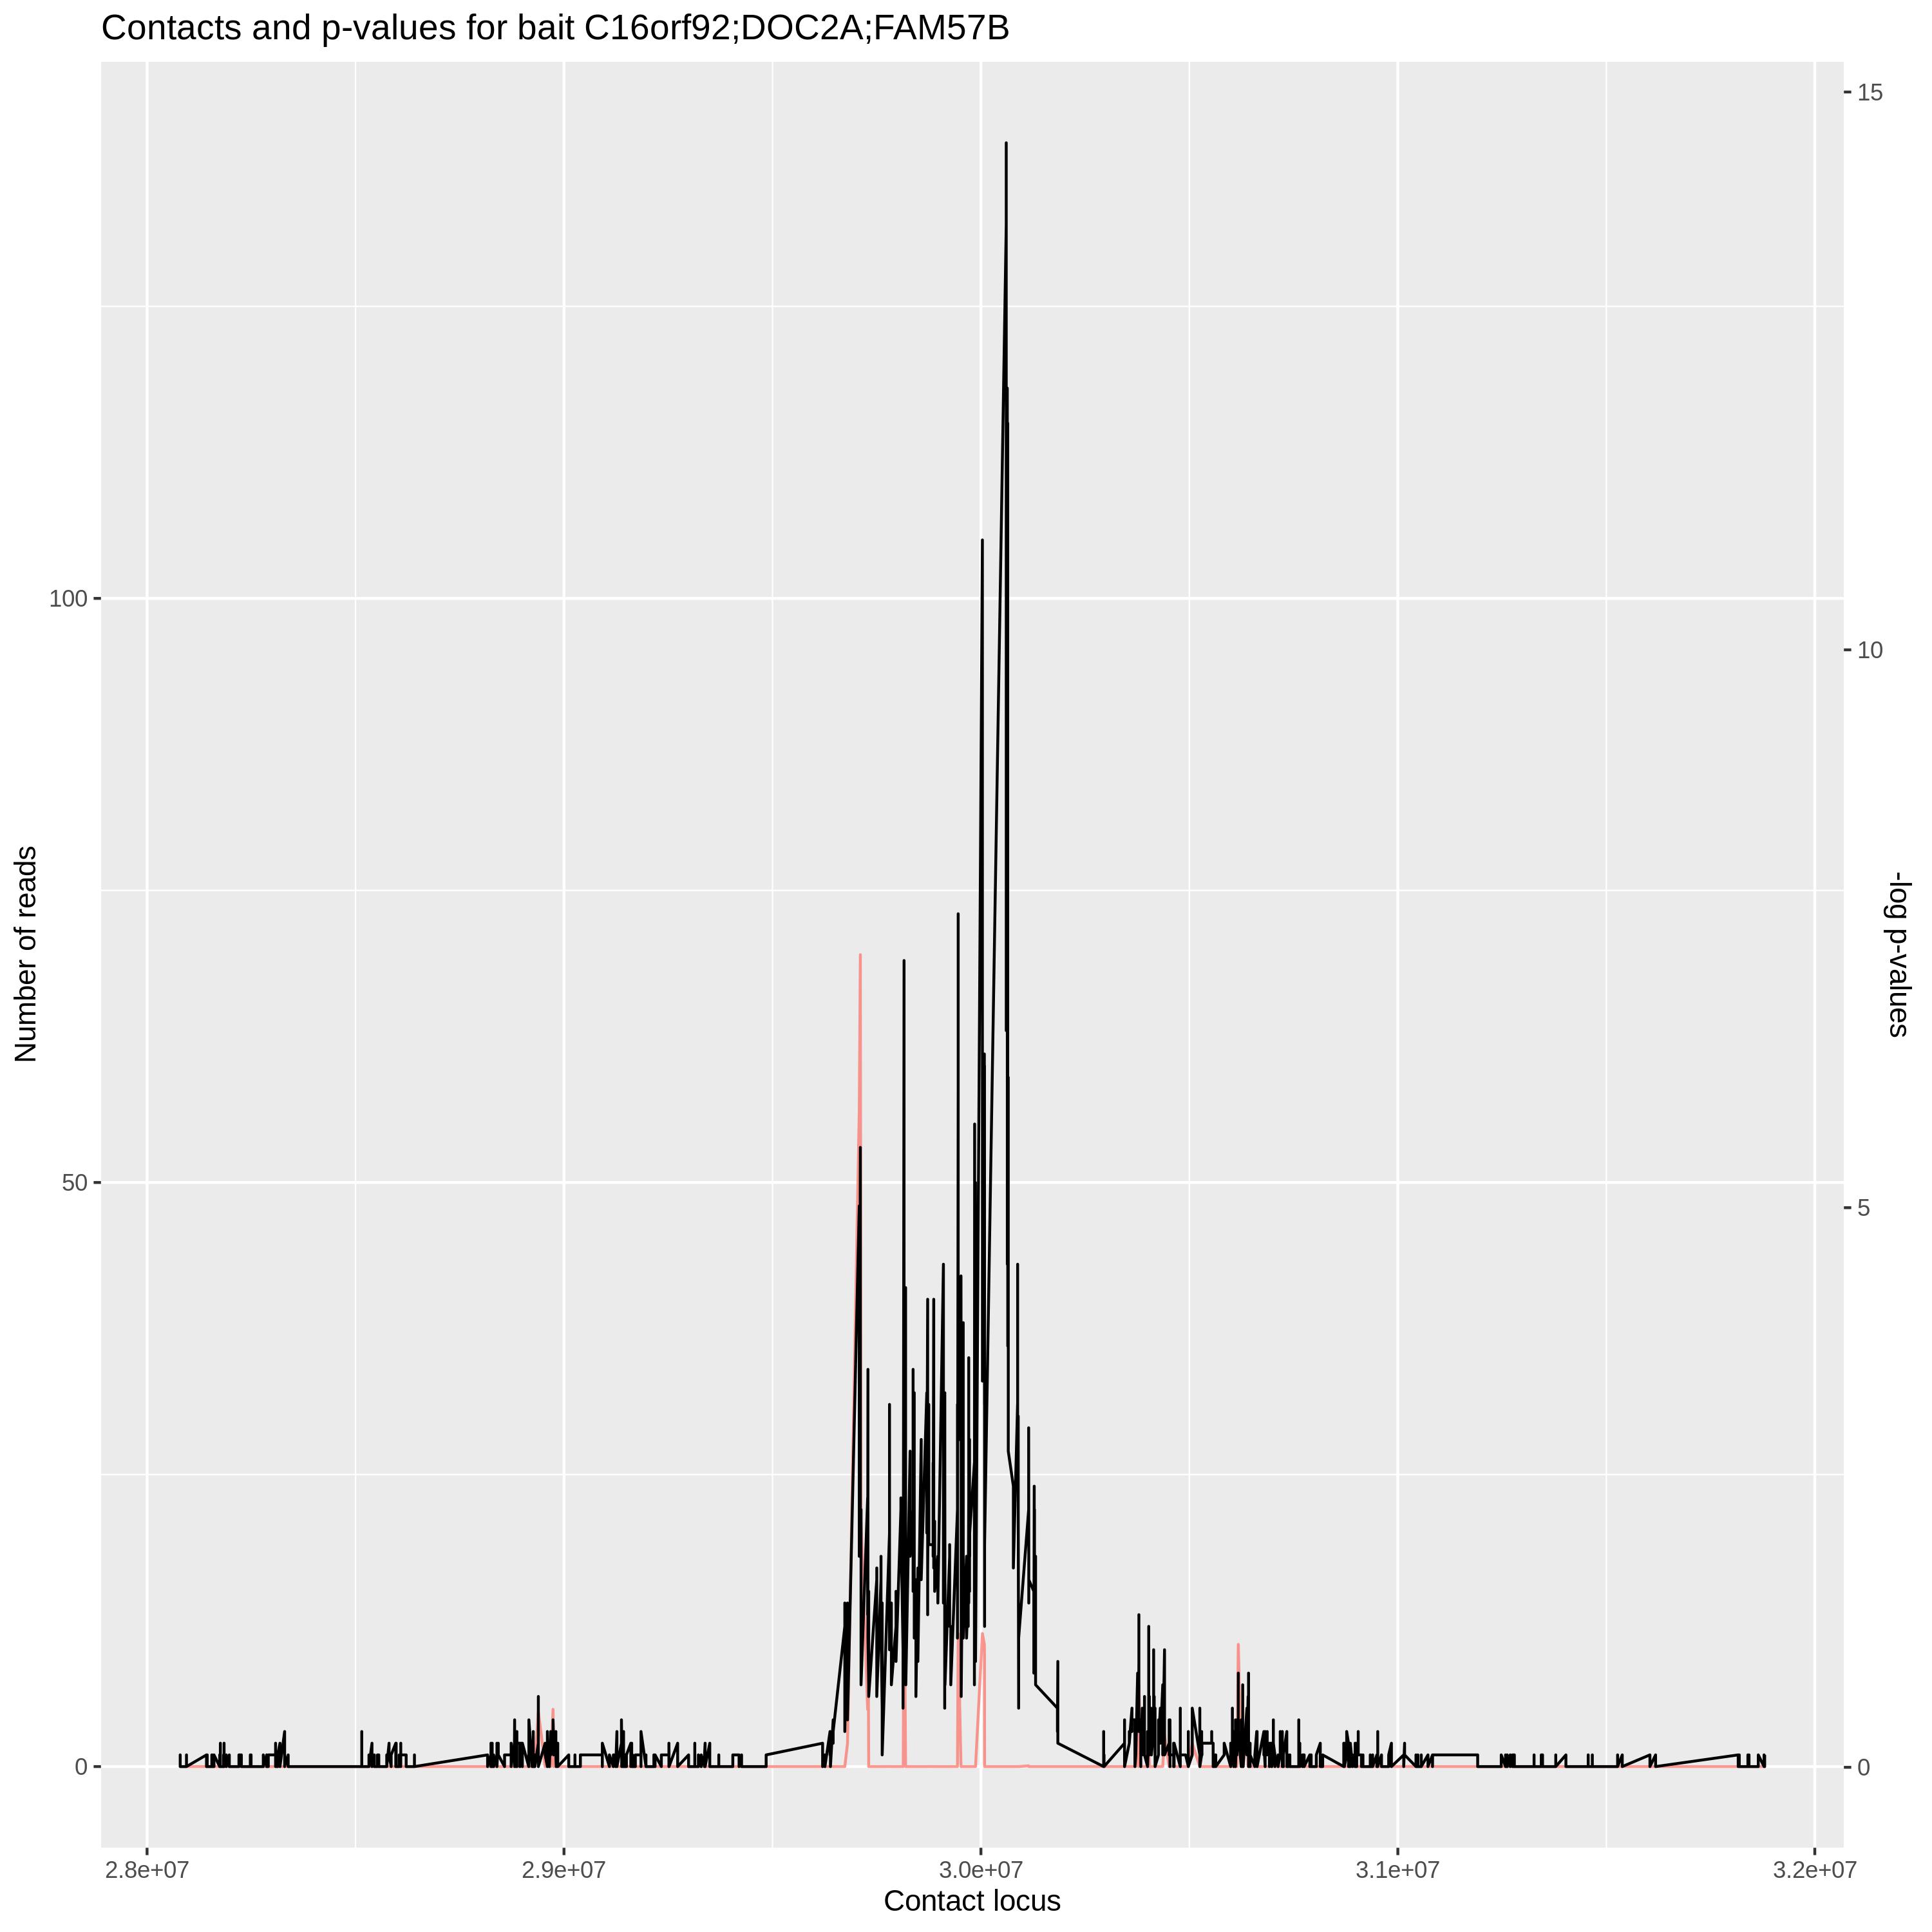 Contacts and p-values for bait C16orf92;DOC2A;FAM57B
15
100
10
Number of reads
-log p-values
50
5
0
0
2.8e+07
2.9e+07
3.0e+07
3.1e+07
3.2e+07
Contact locus